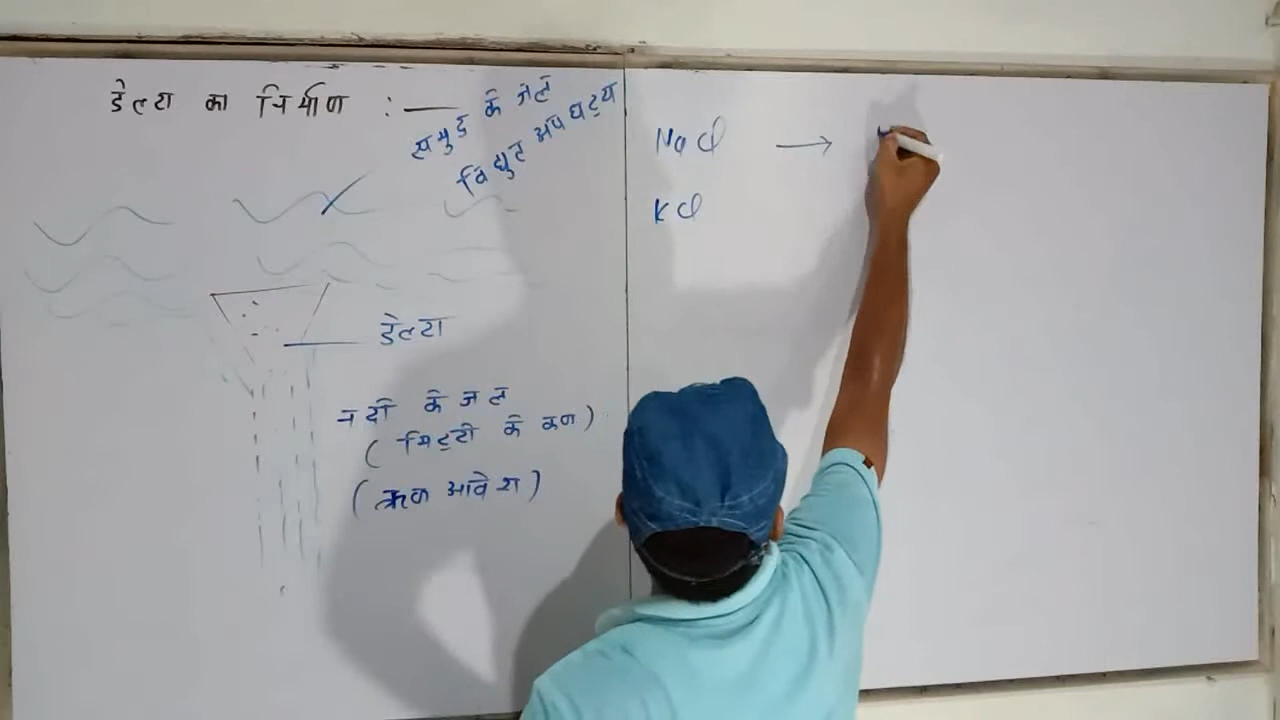 डेल्टा का निर्माण : —
समुद्र के जल
विद्युत अपघट्य
डेल्टा
नदी के जल
( मिट्टी के कण )
( ऋण आवेश )
NaCl →
KCl